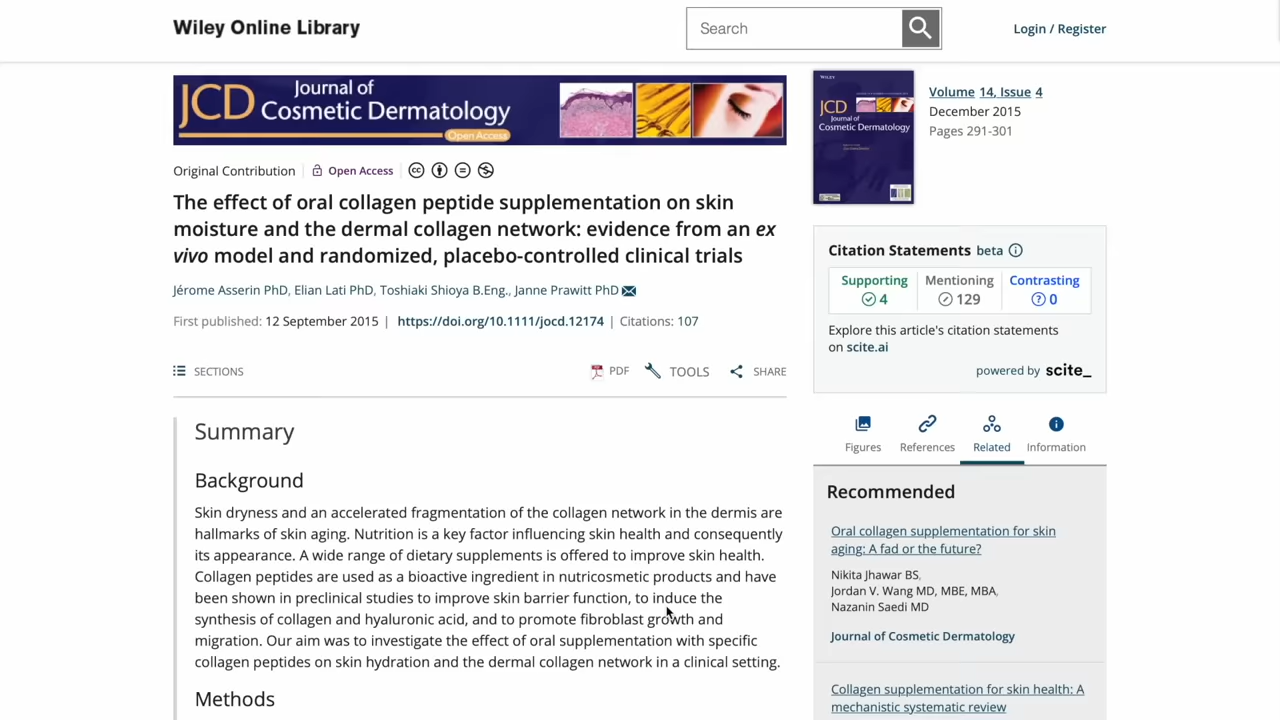 Wiley Online Library
Search
Login / Register
JCD Journal of
Cosmetic Dermatology
Open Access
WILEY
JCD
Journal of
Cosmetic Dermatology
Volume 14, Issue 4
December 2015
Pages 291-301
Original Contribution
Open Access
The effect of oral collagen peptide supplementation on skin
moisture and the dermal collagen network: evidence from an ex
vivo model and randomized, placebo-controlled clinical trials
Jérome Asserin PhD, Elian Lati PhD, Toshiaki Shioya B.Eng., Janne Prawitt PhD
First published: 12 September 2015 | https://doi.org/10.1111/jocd.12174 | Citations: 107
SECTIONS
PDF
TOOLS
SHARE
Summary
Background
Skin dryness and an accelerated fragmentation of the collagen network in the dermis are
hallmarks of skin aging. Nutrition is a key factor influencing skin health and consequently
its appearance. A wide range of dietary supplements is offered to improve skin health.
Collagen peptides are used as a bioactive ingredient in nutricosmetic products and have
been shown in preclinical studies to improve skin barrier function, to induce the
synthesis of collagen and hyaluronic acid, and to promote fibroblast growth and
migration. Our aim was to investigate the effect of oral supplementation with specific
collagen peptides on skin hydration and the dermal collagen network in a clinical setting.
Methods
Citation Statements beta
Supporting Mentioning Contrasting
4 129 0
Explore this article's citation statements
on scite.ai
powered by scite_
Figures References Related Information
Recommended
Oral collagen supplementation for skin
aging: A fad or the future?
Nikita Jhawar BS,
Jordan V. Wang MD, MBE, MBA,
Nazanin Saedi MD
Journal of Cosmetic Dermatology
Collagen supplementation for skin health: A
mechanistic systematic review